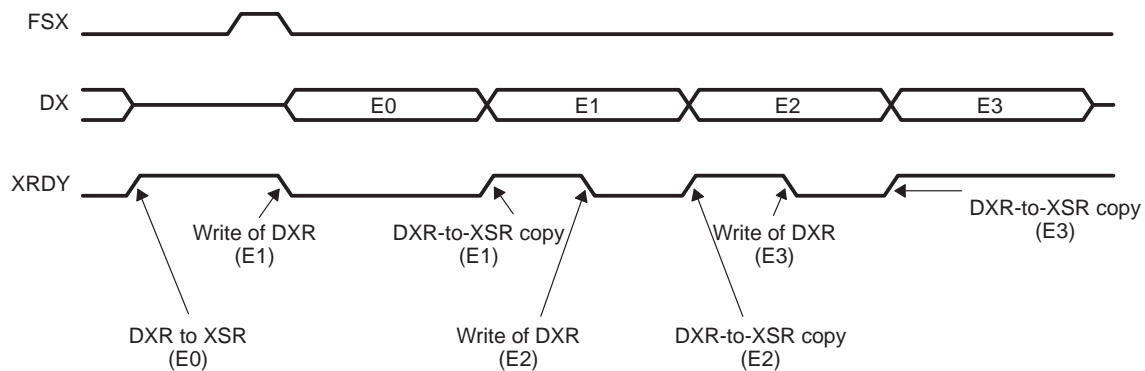 FSX
DX
E0
E1
E2
E3
XRDY
Write of DXR
(E1)
DXR-to-XSR copy
(E1)
Write of DXR
(E3)
DXR-to-XSR copy
(E3)
DXR to XSR
(E0)
Write of DXR
(E2)
DXR-to-XSR copy
(E2)